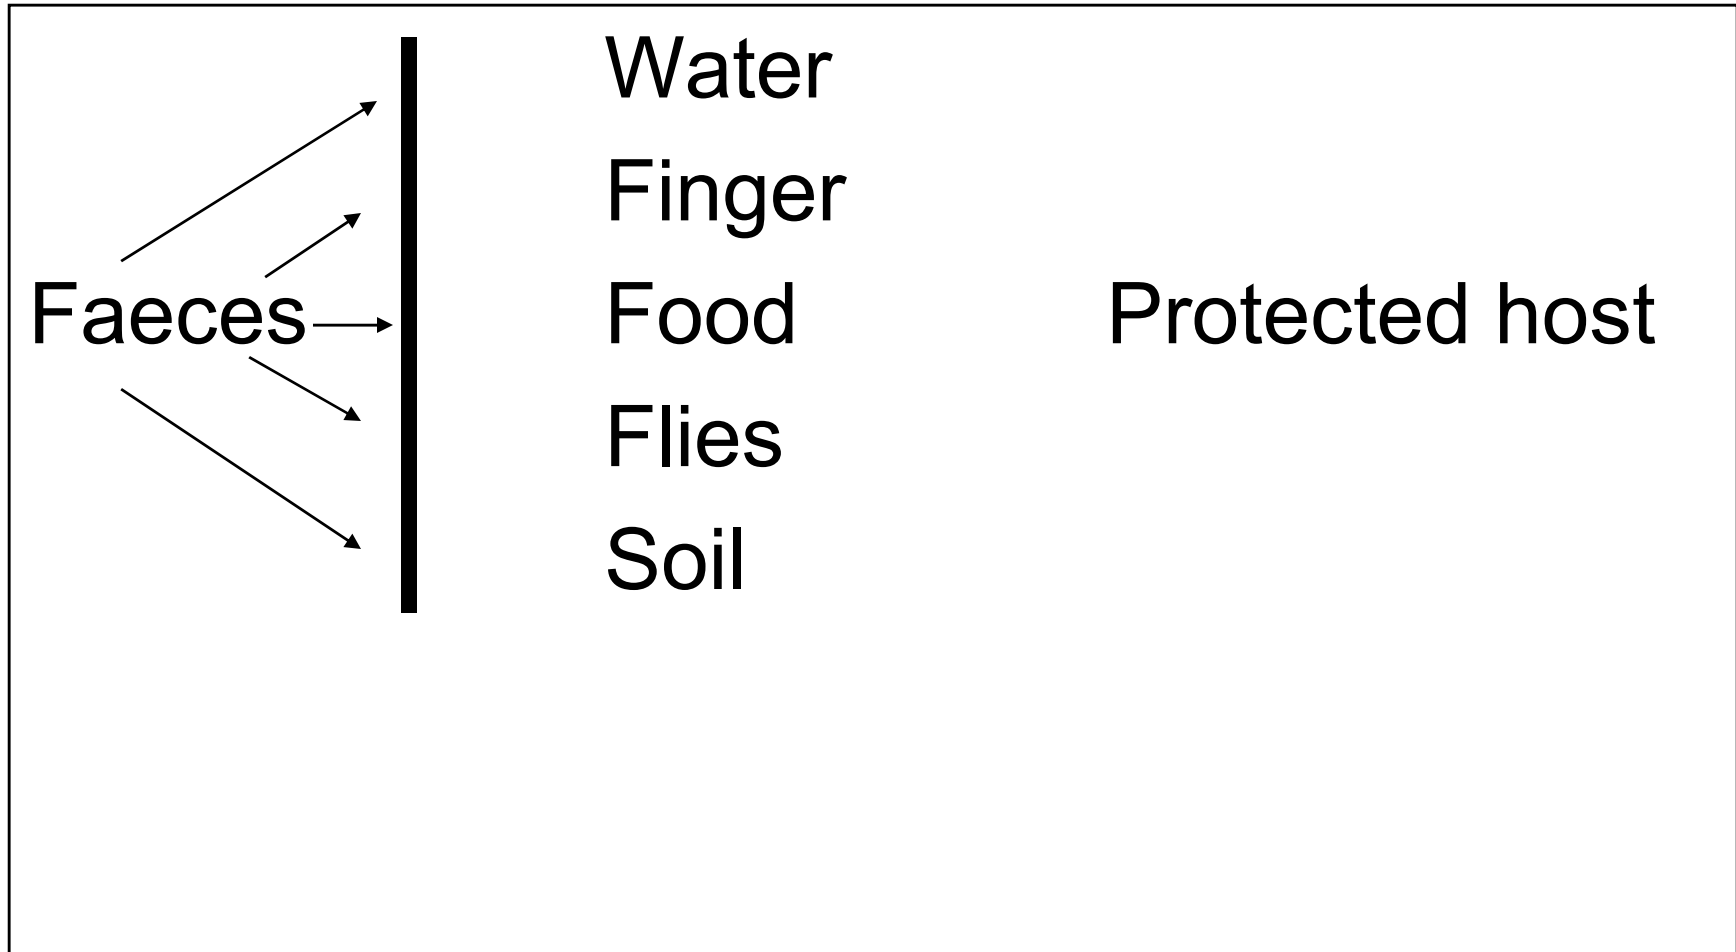 Water
Finger
Faeces Food Protected host
Flies
Soil